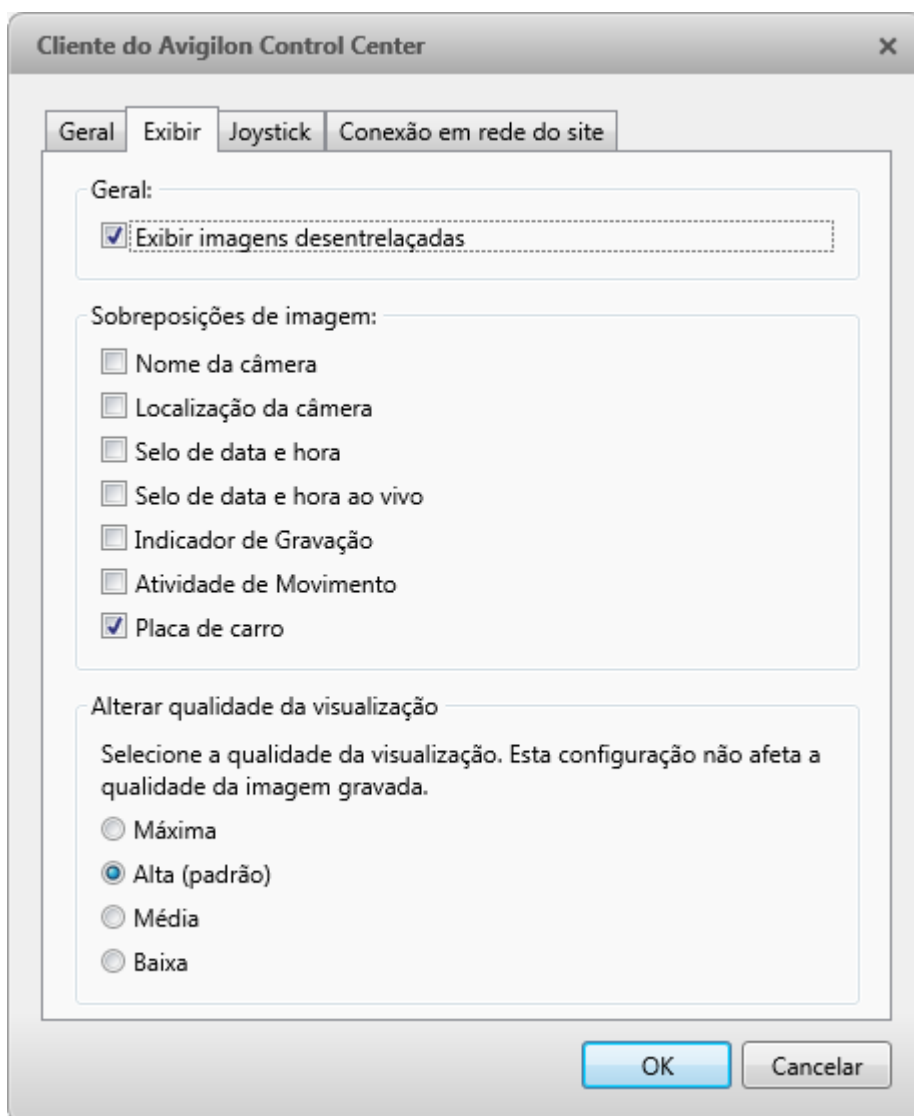 Cliente do Avigilon Control Center
Geral Exibir Joystick Conexão em rede do site
Geral:
Exibir imagens desentrelaçadas
Sobreposições de imagem:
Nome da câmera
Localização da câmera
Selo de data e hora
Selo de data e hora ao vivo
Indicador de Gravação
Atividade de Movimento
Placa de carro
Alterar qualidade da visualização
Selecione a qualidade da visualização. Esta configuração não afeta a
qualidade da imagem gravada.
Máxima
Alta (padrão)
Média
Baixa
OK Cancelar